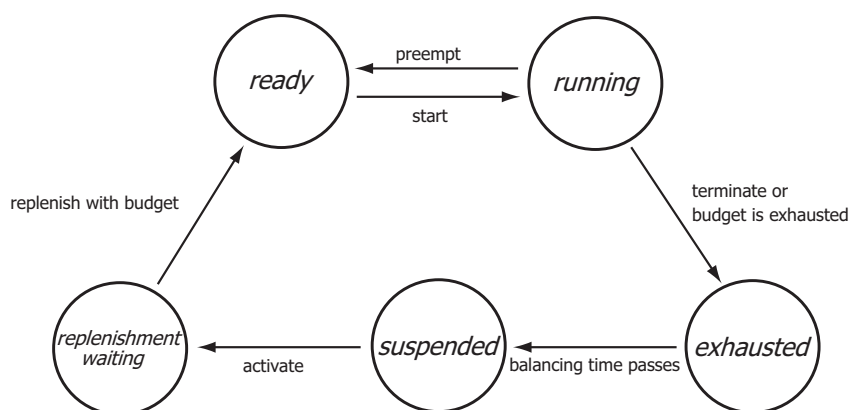 preempt
ready
running
start
replenish with budget
terminate or
budget is exhausted
replenishment
waiting
activate
suspended
balancing time passes
exhausted